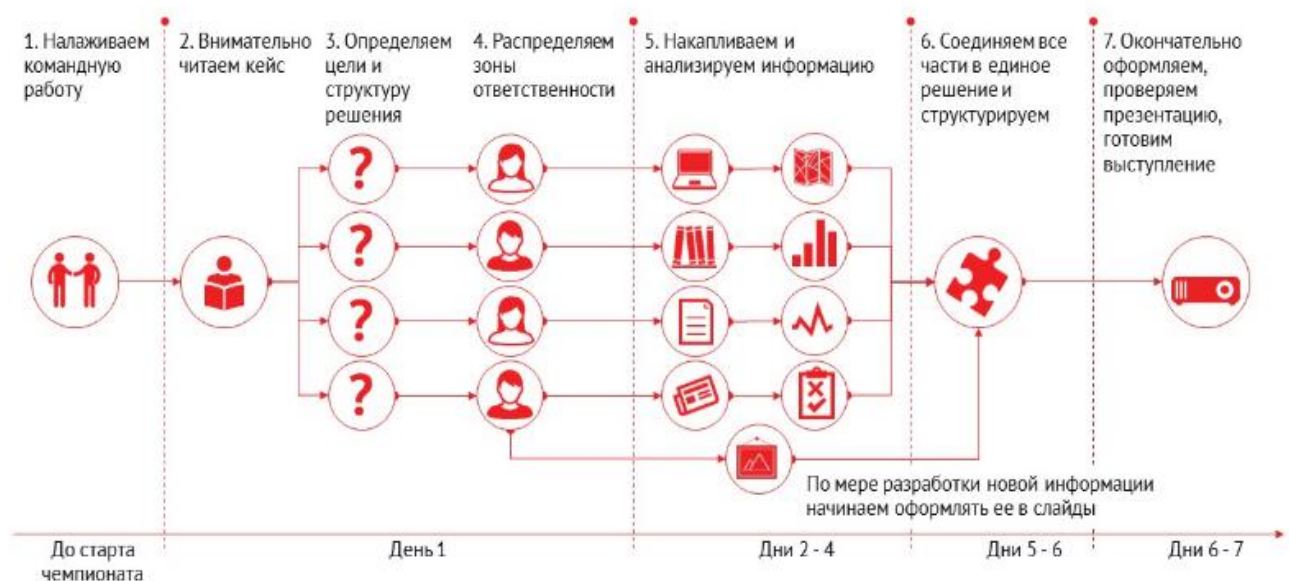 1. Налаживаем
командную
работу
2. Внимательно
читаем кейс
3. Определяем
цели и
структуру
решения
4. Распределяем
зоны
ответственности
5. Накапливаем и
анализируем информацию
6. Соединяем все
части в единое
решение и
структурируем
7. Окончательно
оформляем,
проверяем
презентацию,
готовим
выступление
По мере разработки новой информации
начинаем оформлять ее в слайды
До старта
чемпионата
День 1
Дни 2 - 4
Дни 5 - 6
Дни 6 - 7